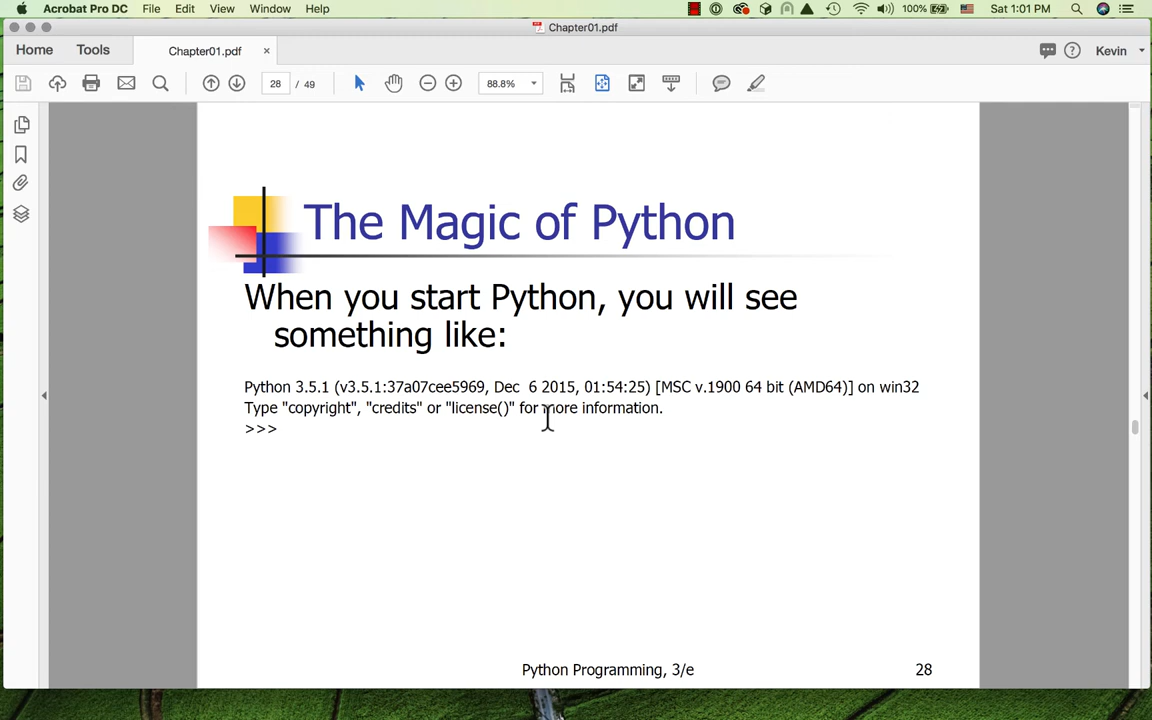 Acrobat Pro DC File Edit View Window Help 100% Sat 1:01 PM
Chapter01.pdf
Home Tools Chapter01.pdf × ? Kevin
28 / 49 88.8%
The Magic of Python
When you start Python, you will see
something like:
Python 3.5.1 (v3.5.1:37a07cee5969, Dec  6 2015, 01:54:25) [MSC v.1900 64 bit (AMD64)] on win32
Type "copyright", "credits" or "license()" for more information.
>>>
Python Programming, 3/e 28